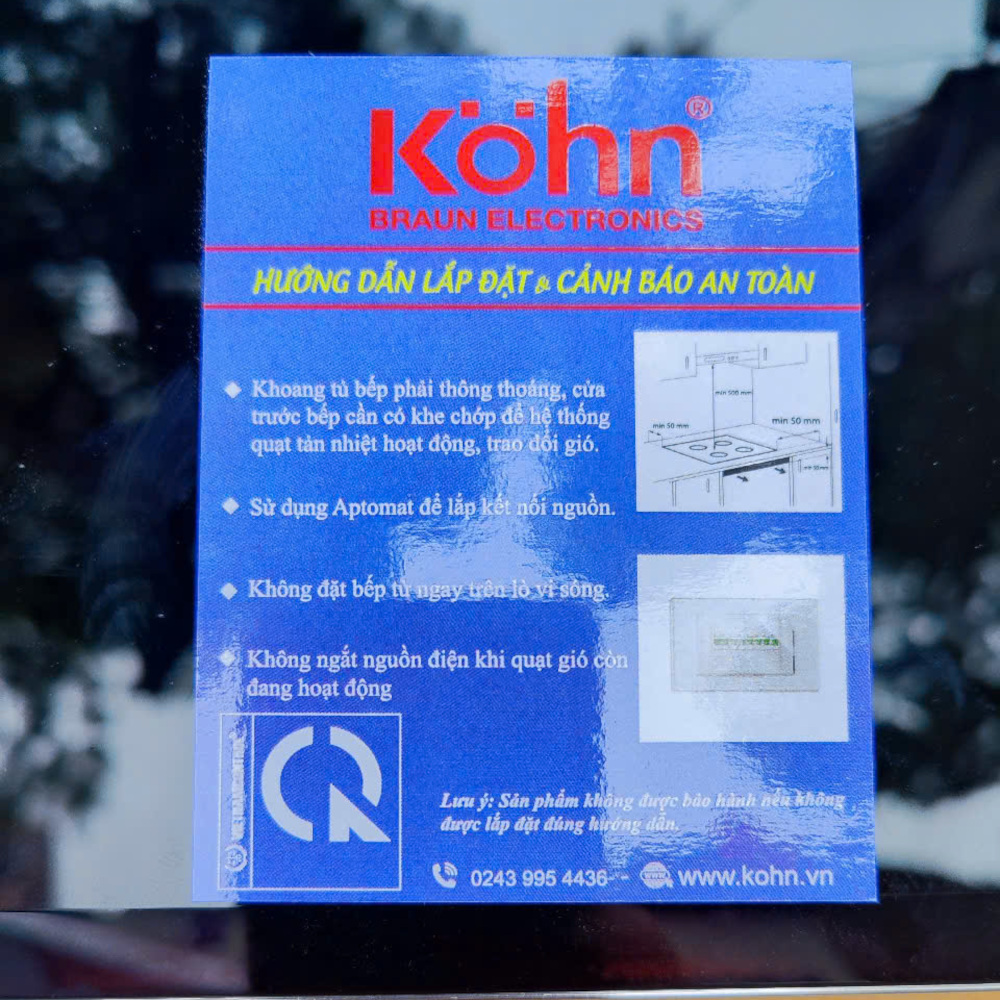 Köhn®
BRAUN ELECTRONICS
HƯỚNG DẪN LẮP ĐẶT & CẢNH BÁO AN TOÀN
Khoang tủ bếp phải thông thoáng, cửa
trước bếp cần có khe chớp để hệ thống
quạt tản nhiệt hoạt động, trao đổi gió.
min 500 mm
min 50 mm
min 50 mm
Sử dụng Aptomat để lắp kết nối nguồn.
Không đặt bếp từ ngay trên lò vi sóng.
Không ngắt nguồn điện khi quạt gió còn
đang hoạt động
Lưu ý: Sản phẩm không được bảo hành nếu không
được lắp đặt đúng hướng dẫn.
0243 995 4436
www.kohn.vn